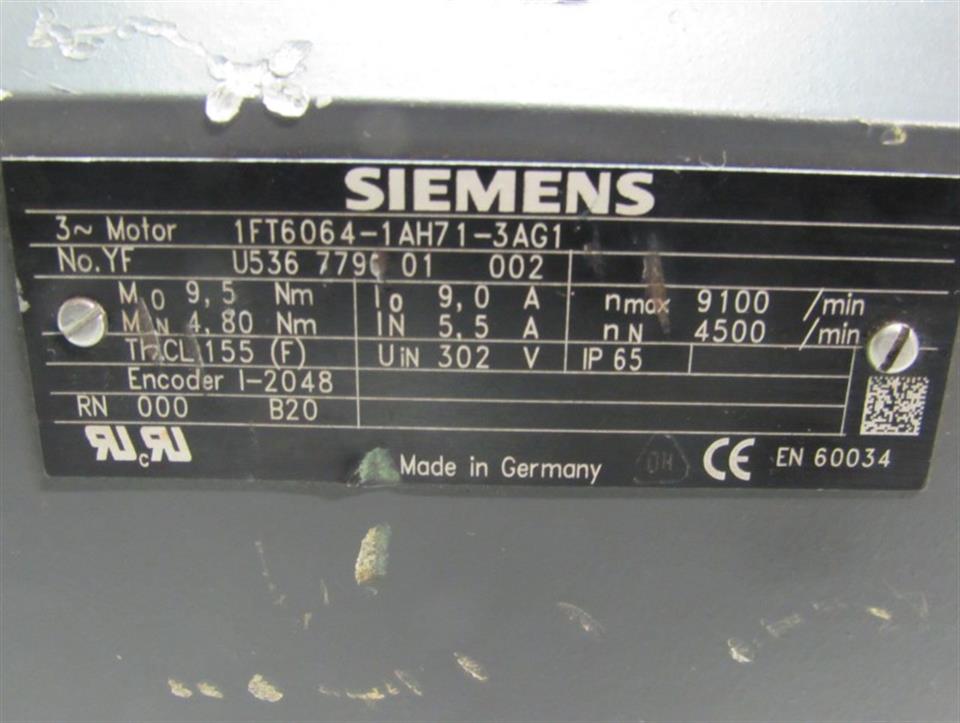 SIEMENS
3~ Motor 1FT6064-1AH71-3AG1
No.YF U536 01 002
M0 9,5 Nm I0 9,0 A nmax 9100 /min
MN 4,80 Nm IN 5,5 A nN 4500 /min
Th.CL.155 (F) UiN 302 V IP 65
Encoder I-2048
RN 000 B20
Made in Germany CE EN 60034